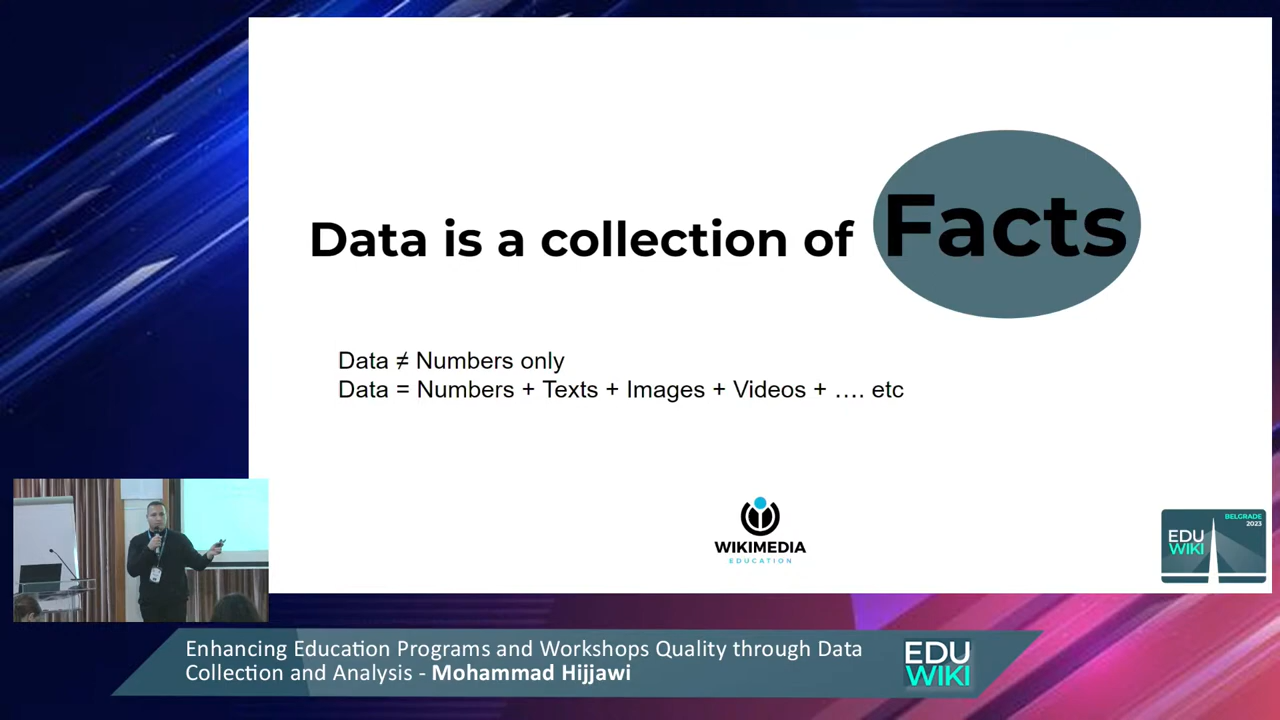 Data is a collection of Facts
Data ≠ Numbers only
Data = Numbers + Texts + Images + Videos + …. etc
WIKIMEDIA
EDUCATION
BELGRADE
2023
EDU
WIKI
Enhancing Education Programs and Workshops Quality through Data
Collection and Analysis - Mohammad Hijjawi
EDU
WIKI